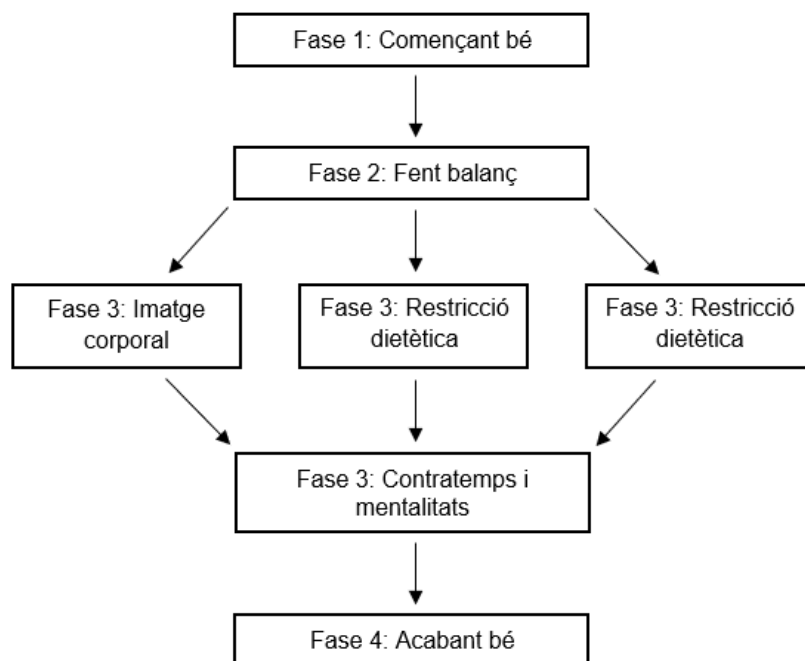 Fase 1: Començant bé
Fase 2: Fent balanç
Fase 3: Imatge
corporal
Fase 3: Restricció
dietètica
Fase 3: Restricció
dietètica
Fase 3: Contratemps i
mentalitats
Fase 4: Acabant bé